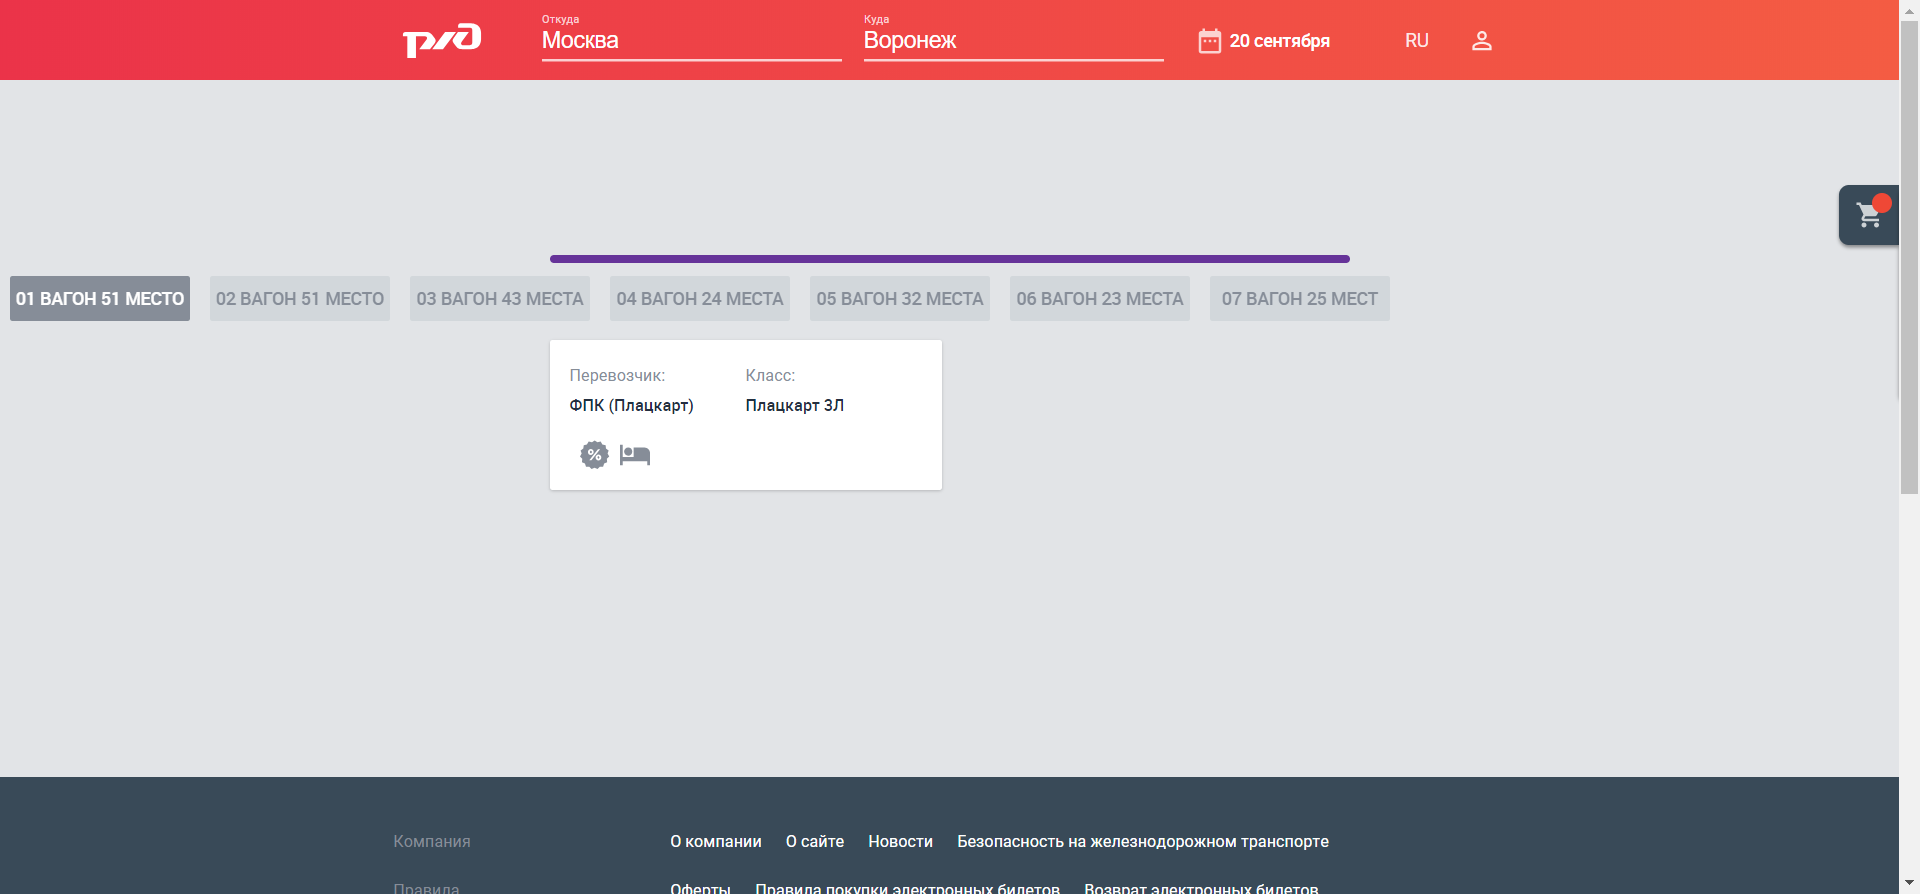 Откуда
Москва
Куда
Воронеж
20 сентября
RU
01 ВАГОН 51 МЕСТО
02 ВАГОН 51 МЕСТО
03 ВАГОН 43 МЕСТА
04 ВАГОН 24 МЕСТА
05 ВАГОН 32 МЕСТА
06 ВАГОН 23 МЕСТА
07 ВАГОН 25 МЕСТ
Перевозчик:
Класс:
ФПК (Плацкарт)
Плацкарт 3Л
%
Компания
О компании
О сайте
Новости
Безопасность на железнодорожном транспорте
Правила
Оферты
Правила покупки электронных билетов
Возврат электронных билетов